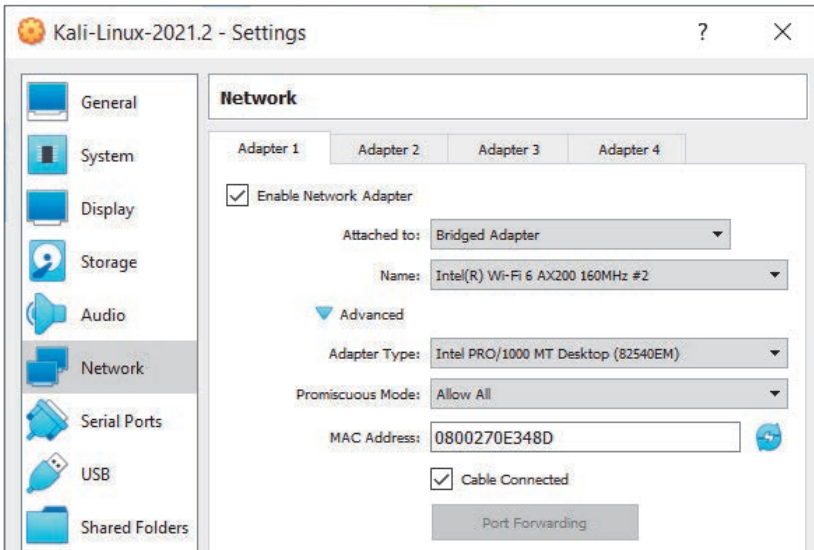 Kali-Linux-2021.2 - Settings
?
General
System
Display
Storage
Audio
Network
Serial Ports
USB
Shared Folders
Network
Adapter 1
Adapter 2
Adapter 3
Adapter 4
Enable Network Adapter
Attached to: Bridged Adapter
Name: Intel(R) Wi-Fi 6 AX200 160MHz #2
Advanced
Adapter Type: Intel PRO/1000 MT Desktop (82540EM)
Promiscuous Mode: Allow All
MAC Address: 0800270E348D
Cable Connected
Port Forwarding